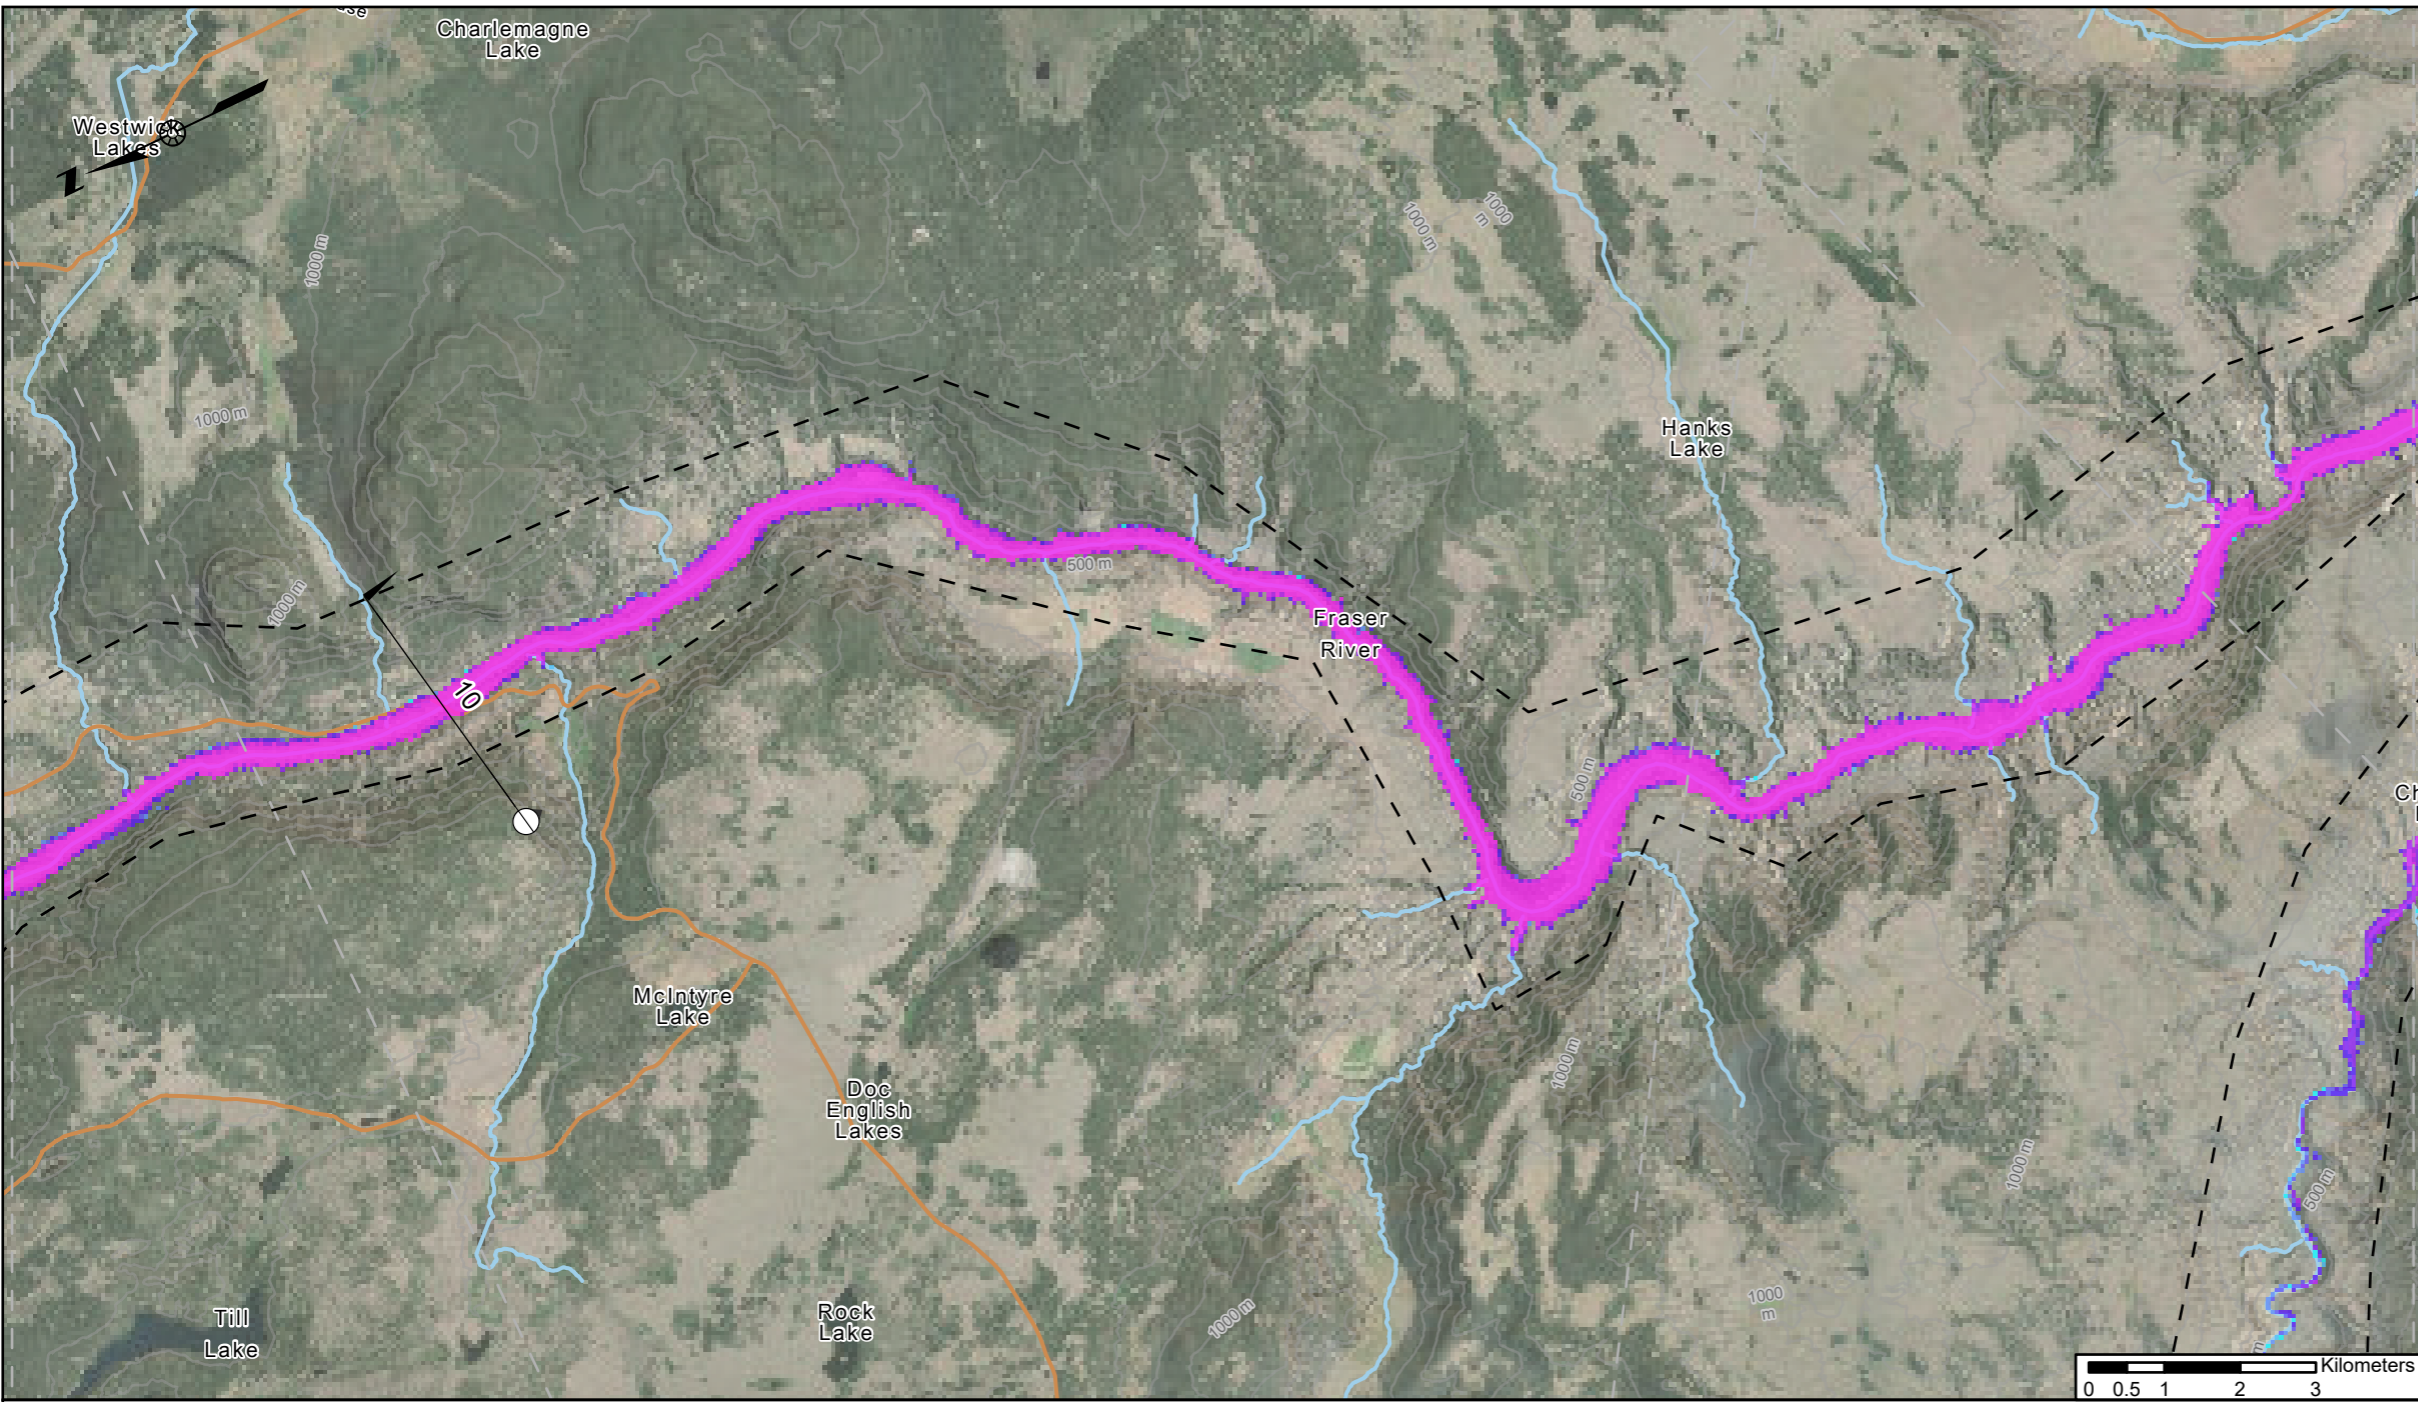 Charlemagne
Lake
Westwick
Lakes
N
1000 m
1000 m
1000
m
1000 m
Hanks
Lake
1000 m
500 m
Fraser
River
10
500 m
McIntyre
Lake
1000 m
Doc
English
Lakes
1000 m
500 m
1000
m
1000 m
Till
Lake
Rock
Lake
Kilometers
0 0.5 1 2 3